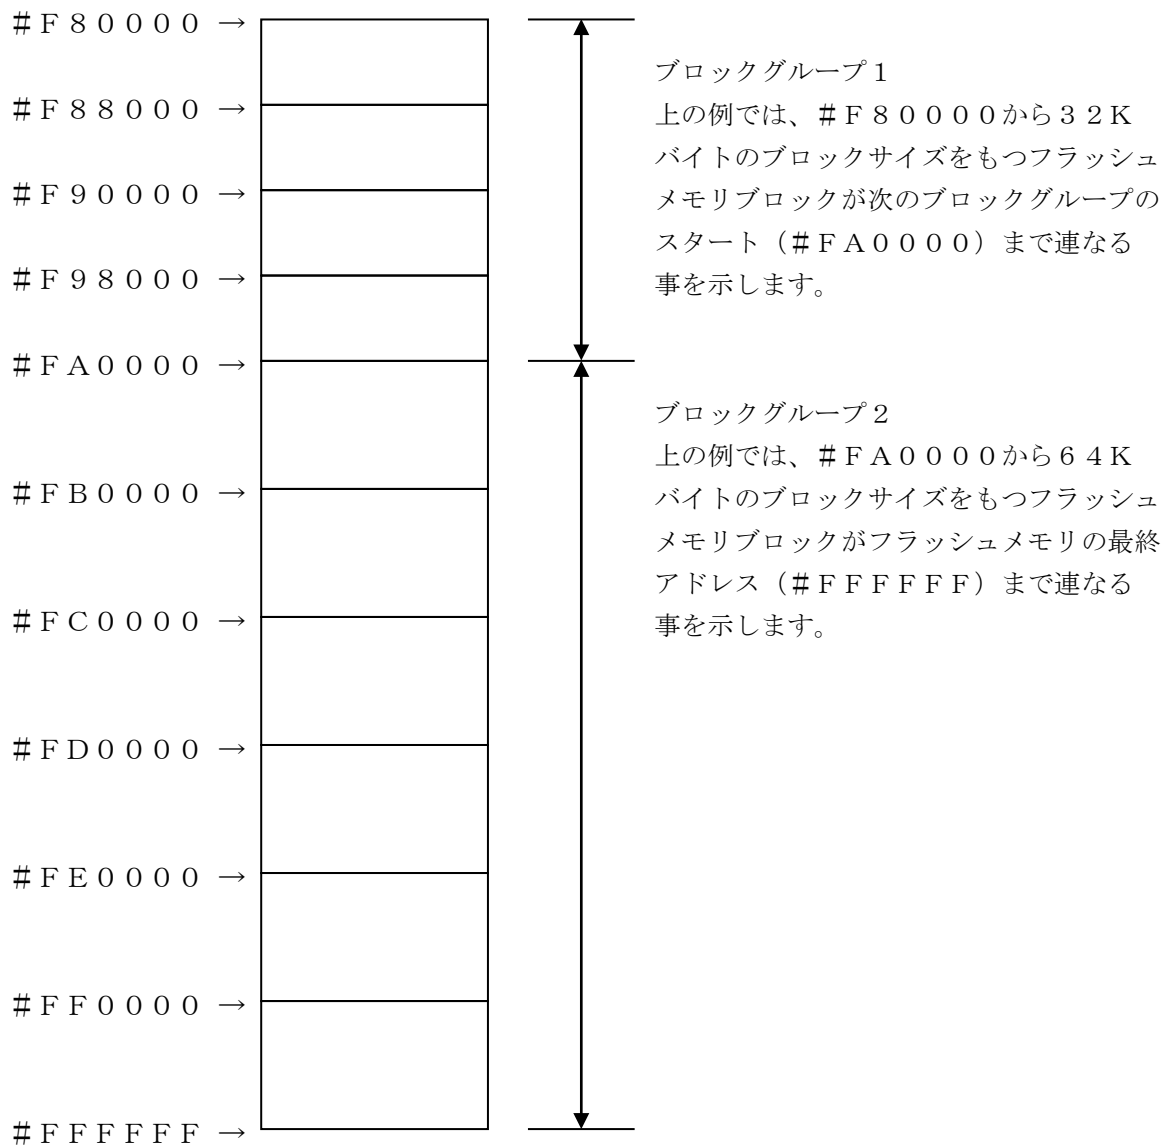 ＃Ｆ８００００ →
＃Ｆ８８０００ →
＃Ｆ９００００ →
＃Ｆ９８０００ →
＃ＦＡ００００ →
＃ＦＢ００００ →
＃ＦＣ００００ →
＃ＦＤ００００ →
＃ＦＥ００００ →
＃ＦＦ００００ →
＃ＦＦＦＦＦＦ →
ブロックグループ１
上の例では、＃Ｆ８００００から３２Ｋ
バイトのブロックサイズをもつフラッシュ
メモリブロックが次のブロックグループの
スタート（＃ＦＡ００００）まで連なる
事を示します。
ブロックグループ２
上の例では、＃ＦＡ００００から６４Ｋ
バイトのブロックサイズをもつフラッシュ
メモリブロックがフラッシュメモリの最終
アドレス（＃ＦＦＦＦＦＦ）まで連なる
事を示します。